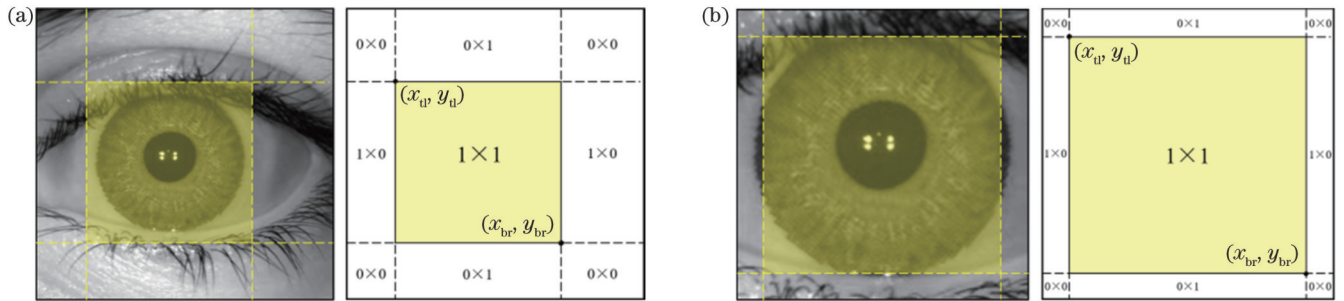 (a)
0×0 0×1 0×0
(x_tl, y_tl)
1×0 1×1 1×0
(x_br, y_br)
0×0 0×1 0×0
(b)
0×0 0×1 0×0
(x_tl, y_tl)
1×0 1×1 1×0
(x_br, y_br)
0×0 0×1 0×0